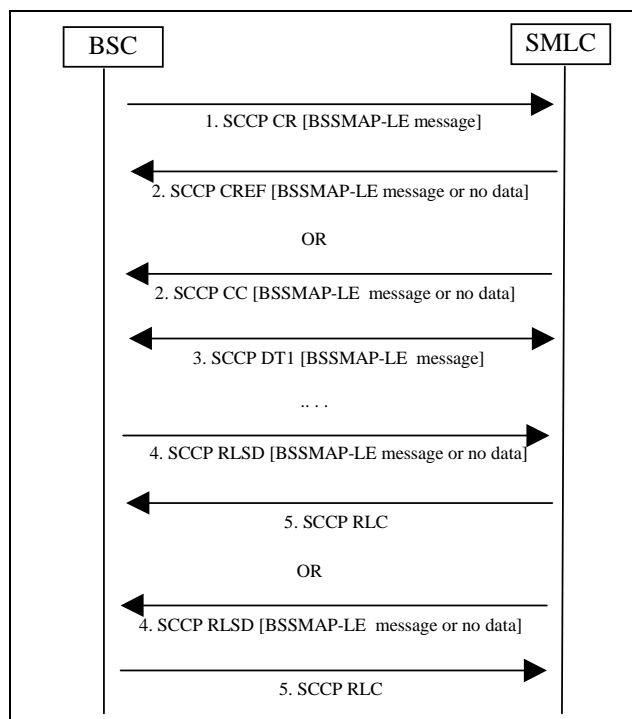 BSC
SMLC
1. SCCP CR [BSSMAP-LE message]
2. SCCP CREF [BSSMAP-LE message or no data]
OR
2. SCCP CC [BSSMAP-LE  message or no data]
3. SCCP DT1 [BSSMAP-LE  message]
.. . .
4. SCCP RLSD [BSSMAP-LE message or no data]
5. SCCP RLC
OR
4. SCCP RLSD [BSSMAP-LE  message or no data]
5. SCCP RLC